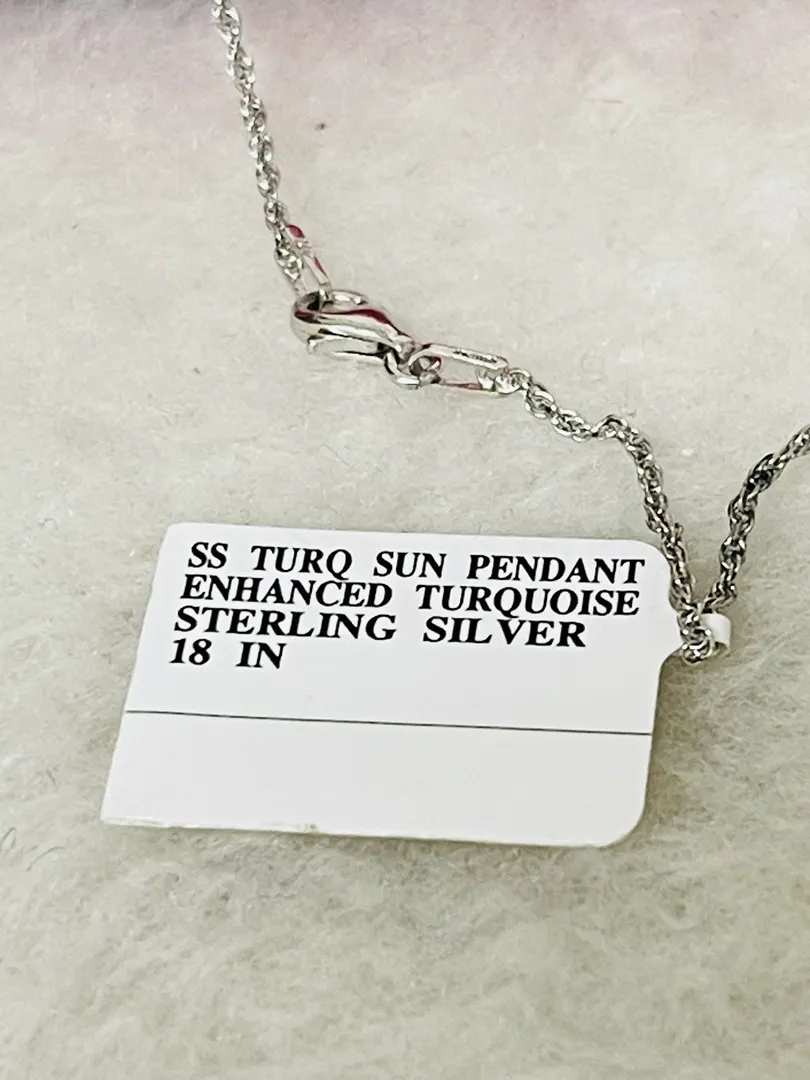 SS TURQ SUN PENDANT
ENHANCED TURQUOISE
STERLING SILVER
18 IN